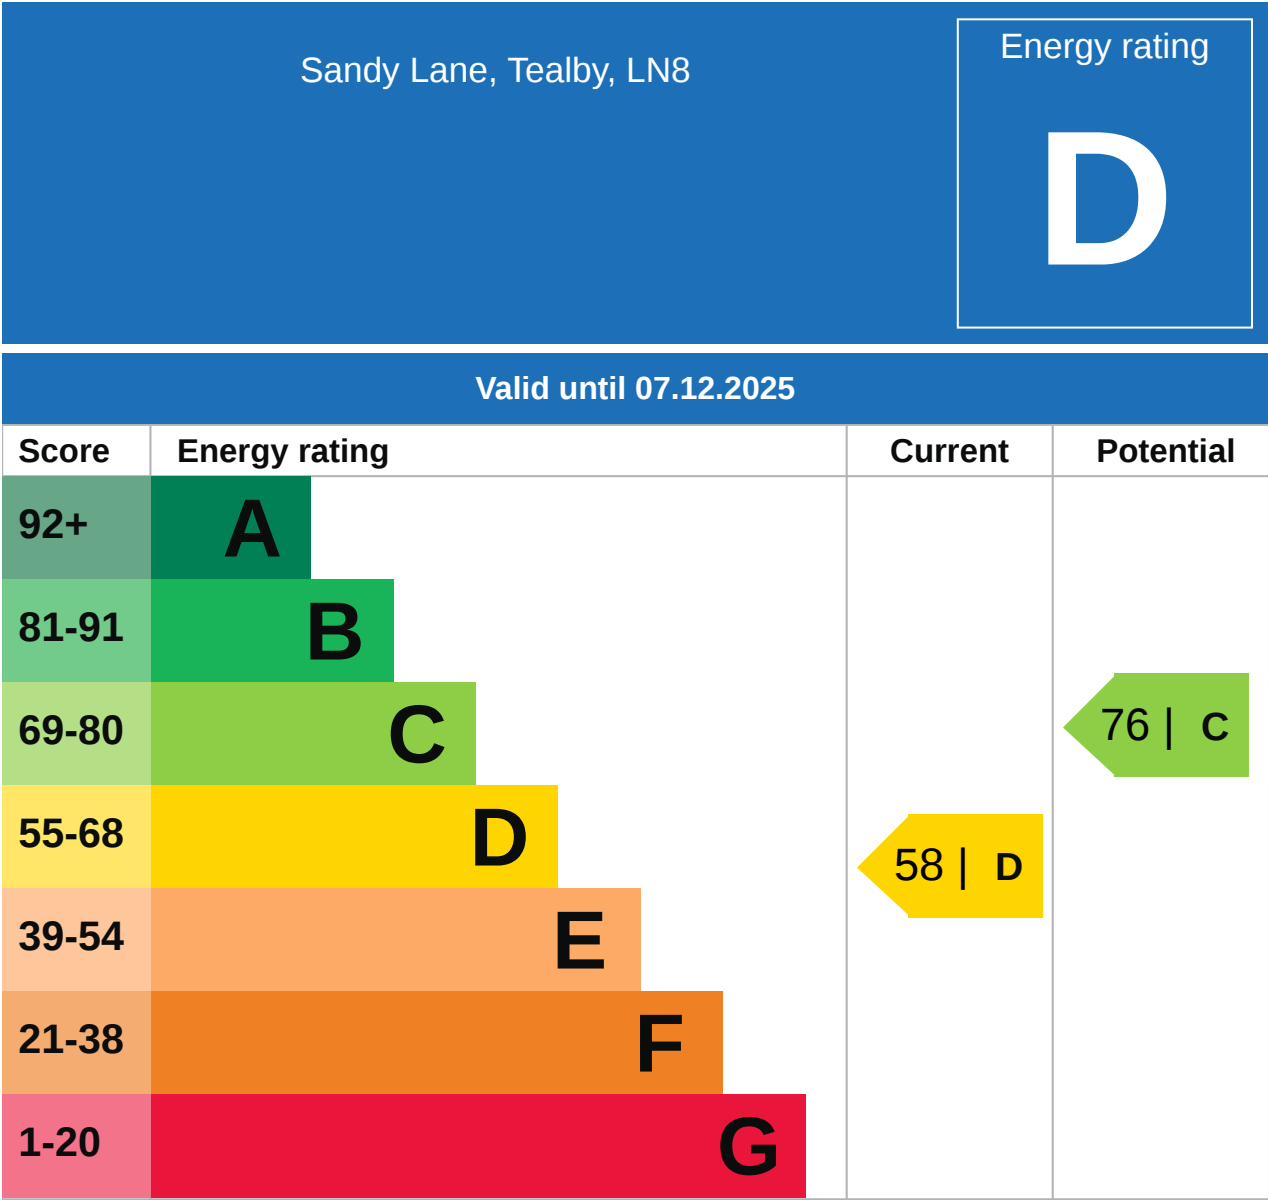 Sandy Lane, Tealby, LN8
Energy rating
D
Valid until 07.12.2025
Score Energy rating Current Potential
92+ A
81-91 B
69-80 C
76 | C
55-68 D
58 | D
39-54 E
21-38 F
1-20 G